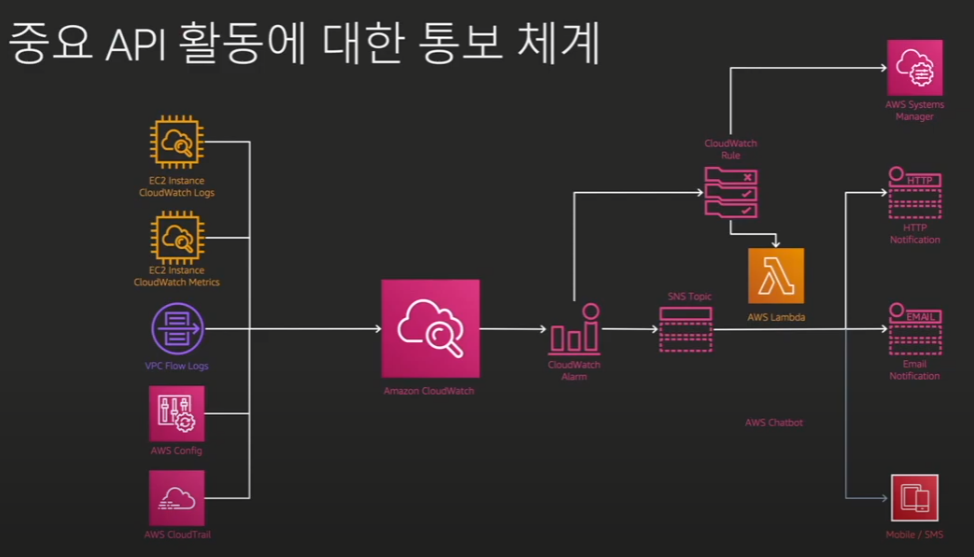 중요 API 활동에 대한 통보 체계
EC2 Instance
CloudWatch Logs
EC2 Instance
CloudWatch Metrics
VPC Flow Logs
AWS Config
AWS CloudTrail
Amazon CloudWatch
CloudWatch
Alarm
CloudWatch
Rule
AWS Lambda
SNS Topic
AWS Chatbot
AWS Systems
Manager
HTTP
HTTP
Notification
EMAIL
Email
Notification
Mobile / SMS